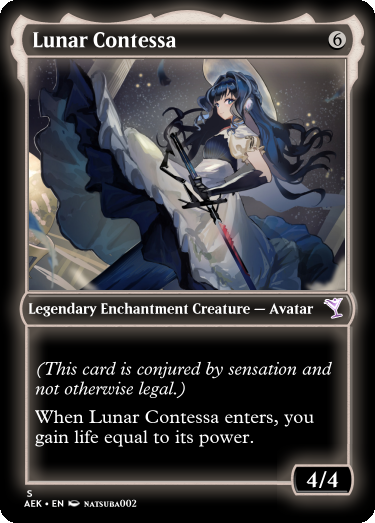 Lunar Contessa 6
Legendary Enchantment Creature — Avatar
(This card is conjured by sensation and
not otherwise legal.)
When Lunar Contessa enters, you
gain life equal to its power.
4/4
S
AEK • EN NATSUBA002